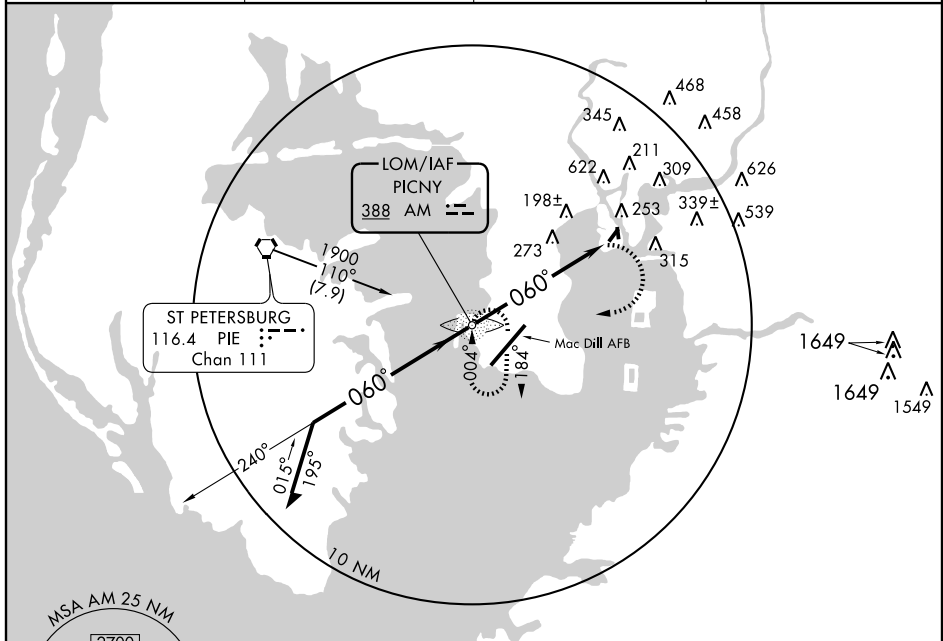 468
345
458
LOM/IAF
PICNY
388 AM
211
622
309
626
198±
253
339±
539
273
315
1900
110°
(7.9)
060°
ST PETERSBURG
116.4 PIE
Chan 111
Mac Dill AFB
004°
184°
1649
1649
1549
060°
240°
015°
195°
10 NM
MSA AM 25 NM